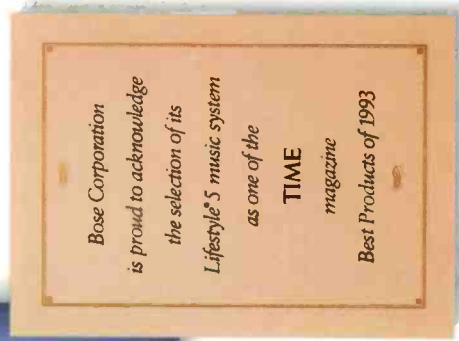 Bose Corporation
is proud to acknowledge
the selection of its
Lifestyle® 5 music system
as one of the
TIME
magazine
Best Products of 1993